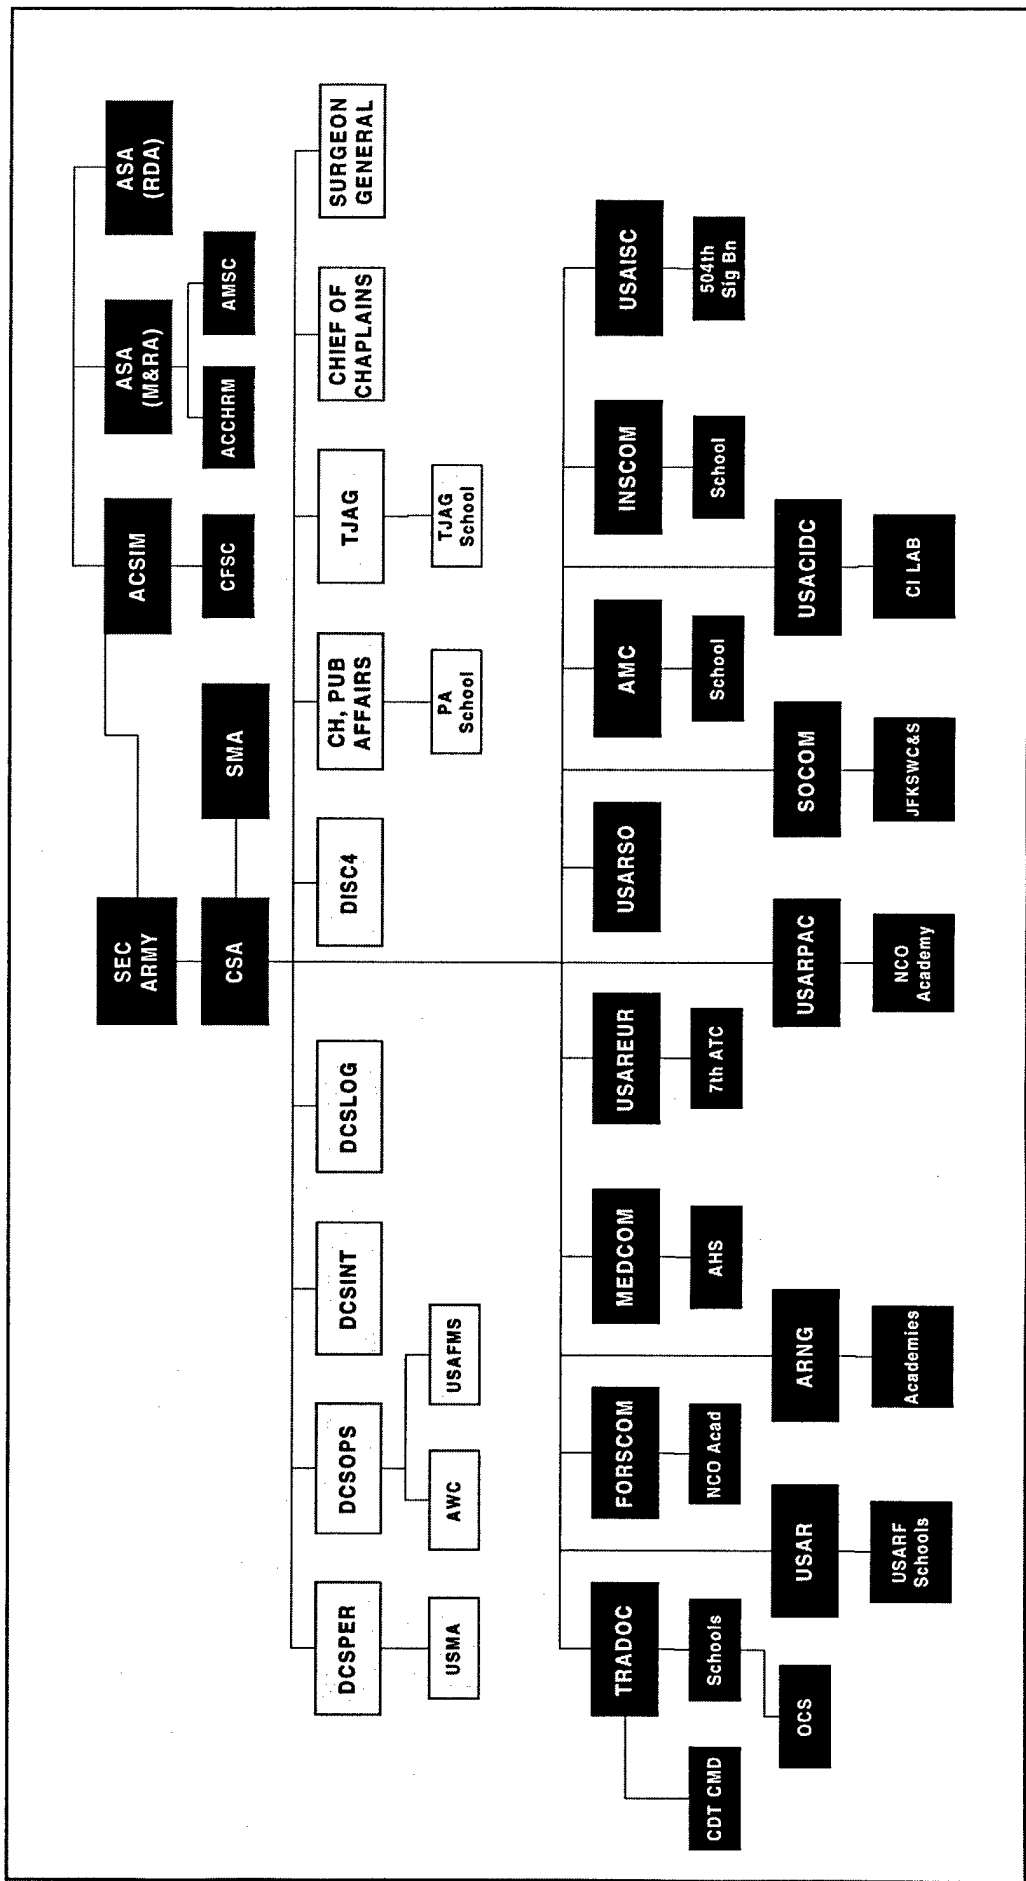 SEC
ARMY
CSA
SMA
ACSIM
CFSC
ASA
(M&RA)
ACCHRM
AMSC
ASA
(RDA)
DCSPER
USMA
DCSOPS
AWC
USAFMS
DCSINT
DCSLOG
DISC4
CH, PUB
AFFAIRS
PA
School
TJAG
TJAG
School
CHIEF OF
CHAPLAINS
SURGEON
GENERAL
TRADOC
CDT CMD
Schools
OCS
USAR
USARF
Schools
FORSCOM
NCO Acad
ARNG
Academies
MEDCOM
AHS
USAREUR
7th ATC
USARPAC
NCO
Academy
USARSO
SOCOM
JFKSWC&S
AMC
School
USACIDC
CI LAB
INSCOM
School
USAISC
504th
Sig Bn